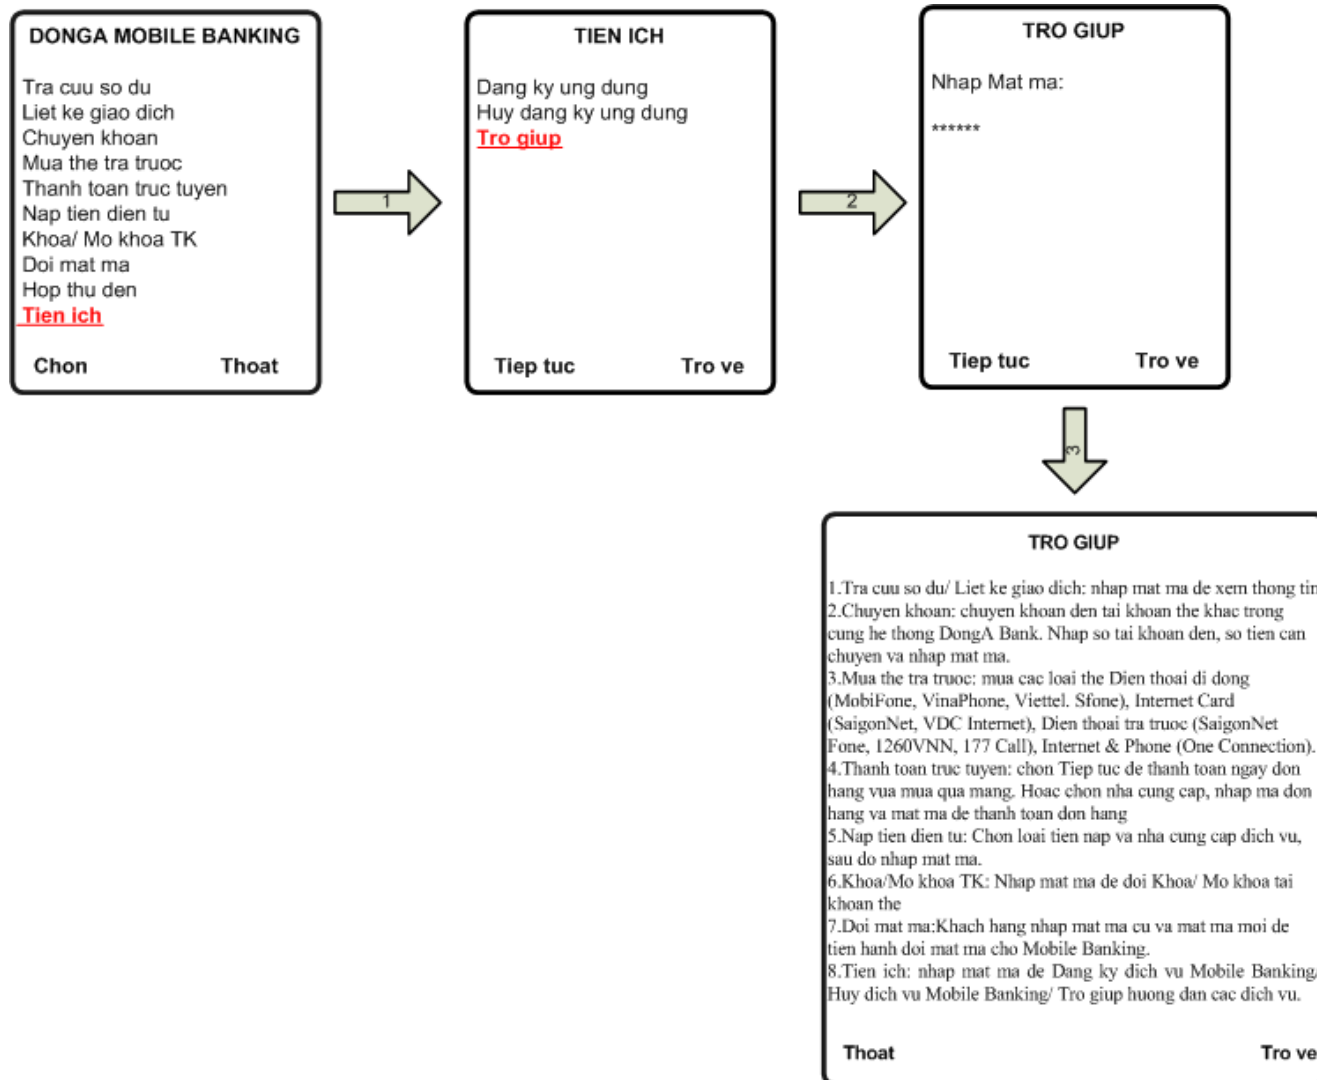 DONGA MOBILE BANKING
Tra cuu so du
Liet ke giao dich
Chuyen khoan
Mua the tra truoc
Thanh toan truc tuyen
Nap tien dien tu
Khoa/ Mo khoa TK
Doi mat ma
Hop thu den
Tien ich
Chon Thoat
1
TIEN ICH
Dang ky ung dung
Huy dang ky ung dung
Tro giup
Tiep tuc Tro ve
2
TRO GIUP
Nhap Mat ma:
******
Tiep tuc Tro ve
3
TRO GIUP
1.Tra cuu so du/ Liet ke giao dich: nhap mat ma de xem thong tin
2.Chuyen khoan: chuyen khoan den tai khoan the khac trong
cung he thong DongA Bank. Nhap so tai khoan den, so tien can
chuyen va nhap mat ma.
3.Mua the tra truoc: mua cac loai the Dien thoai di dong
(MobiFone, VinaPhone, Viettel. Sfone), Internet Card
(SaigonNet, VDC Internet), Dien thoai tra truoc (SaigonNet
Fone, 1260VNN, 177 Call), Internet & Phone (One Connection).
4.Thanh toan truc tuyen: chon Tiep tuc de thanh toan ngay don
hang vua mua qua mang. Hoac chon nha cung cap, nhap ma don
hang va mat ma de thanh toan don hang
5.Nap tien dien tu: Chon loai tien nap va nha cung cap dich vu,
sau do nhap mat ma.
6.Khoa/Mo khoa TK: Nhap mat ma de doi Khoa/ Mo khoa tai
khoan the
7.Doi mat ma:Khach hang nhap mat ma cu va mat ma moi de
tien hanh doi mat ma cho Mobile Banking.
8.Tien ich: nhap mat ma de Dang ky dich vu Mobile Banking/
Huy dich vu Mobile Banking/ Tro giup huong dan cac dich vu.
Thoat Tro ve